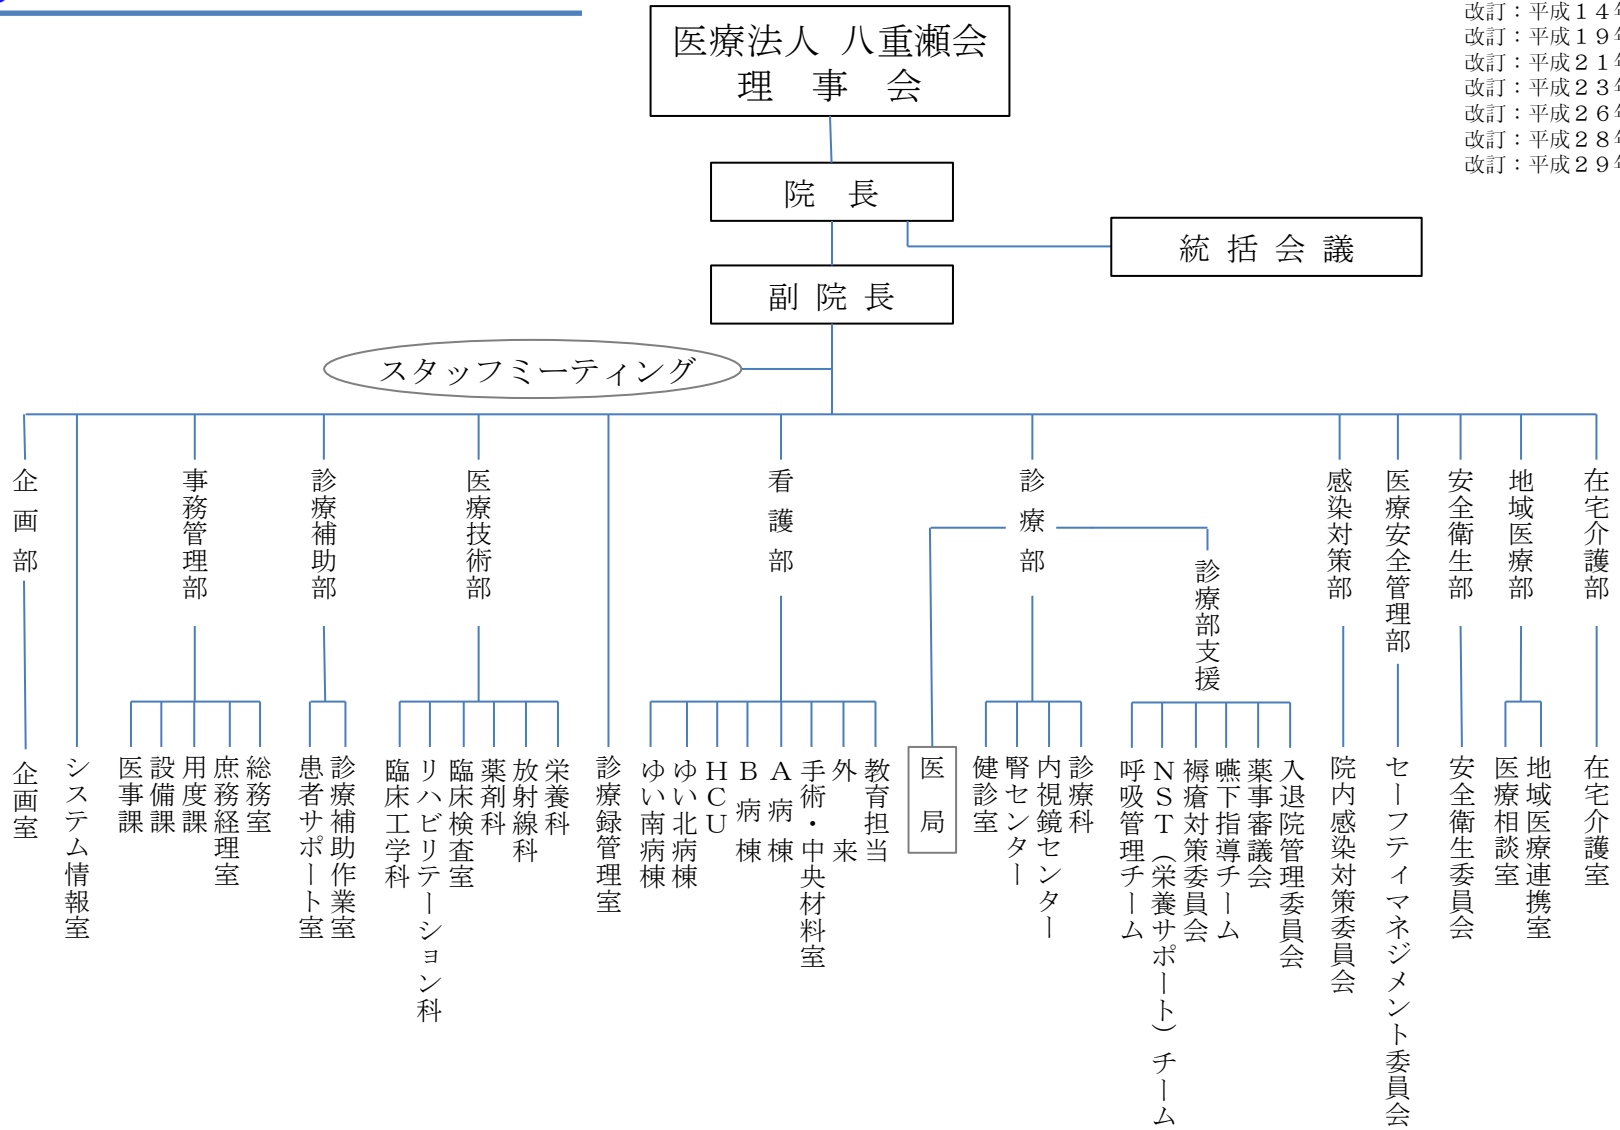 医療法人 八重瀬会
理 事 会
改訂：平成１４年
改訂：平成１９年
改訂：平成２１年
改訂：平成２３年
改訂：平成２６年
改訂：平成２８年
改訂：平成２９年
院 長
統 括 会 議
副 院 長
スタッフミーティング
企画部
事務管理部
診療補助部
医療技術部
看護部
診療部
感染対策部
医療安全管理部
安全衛生部
地域医療部
在宅介護部
診療部支援
企画室
システム情報室
医事課
設備課
用度課
庶務経理室
総務室
患者サポート室
診療補助作業室
臨床工学科
リハビリテーション科
臨床検査室
薬剤科
放射線科
栄養科
診療録管理室
ゆい南病棟
ゆい北病棟
ＨＣＵ
Ｂ病棟
Ａ病棟
手術・中央材料室
外来
教育担当
医局
健診室
腎センター
内視鏡センター
診療科
呼吸管理チーム
ＮＳＴ（栄養サポート）チーム
褥瘡対策委員会
嚥下指導チーム
薬事審議会
入退院管理委員会
院内感染対策委員会
セーフティマネジメント委員会
安全衛生委員会
医療相談室
地域医療連携室
在宅介護室